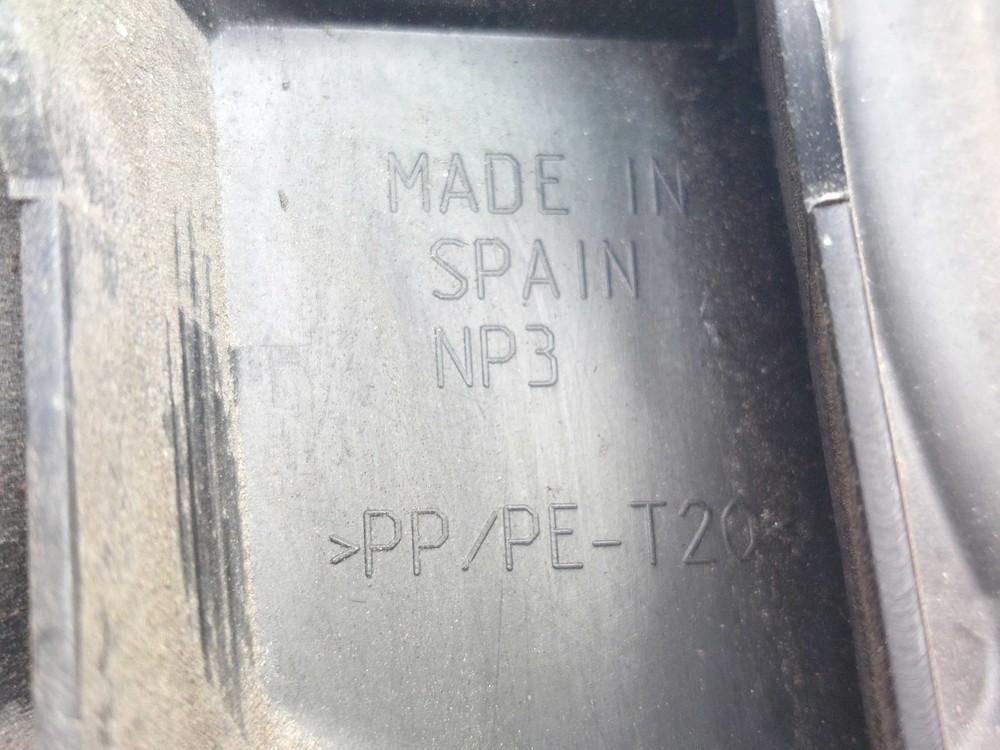 MADE IN
SPAIN
NP3
>PP/PE-T20<